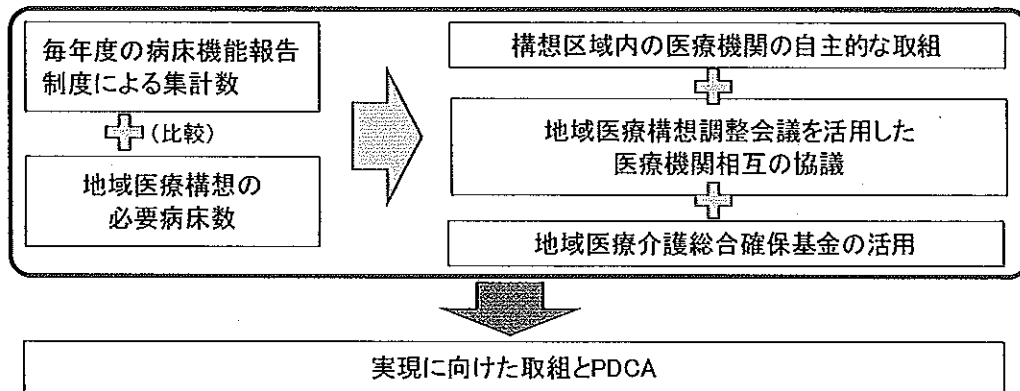 毎年度の病床機能報告
制度による集計数
(比較)
地域医療構想の
必要病床数
構想区域内の医療機関の自主的な取組
地域医療構想調整会議を活用した
医療機関相互の協議
地域医療介護総合確保基金の活用
実現に向けた取組とPDCA